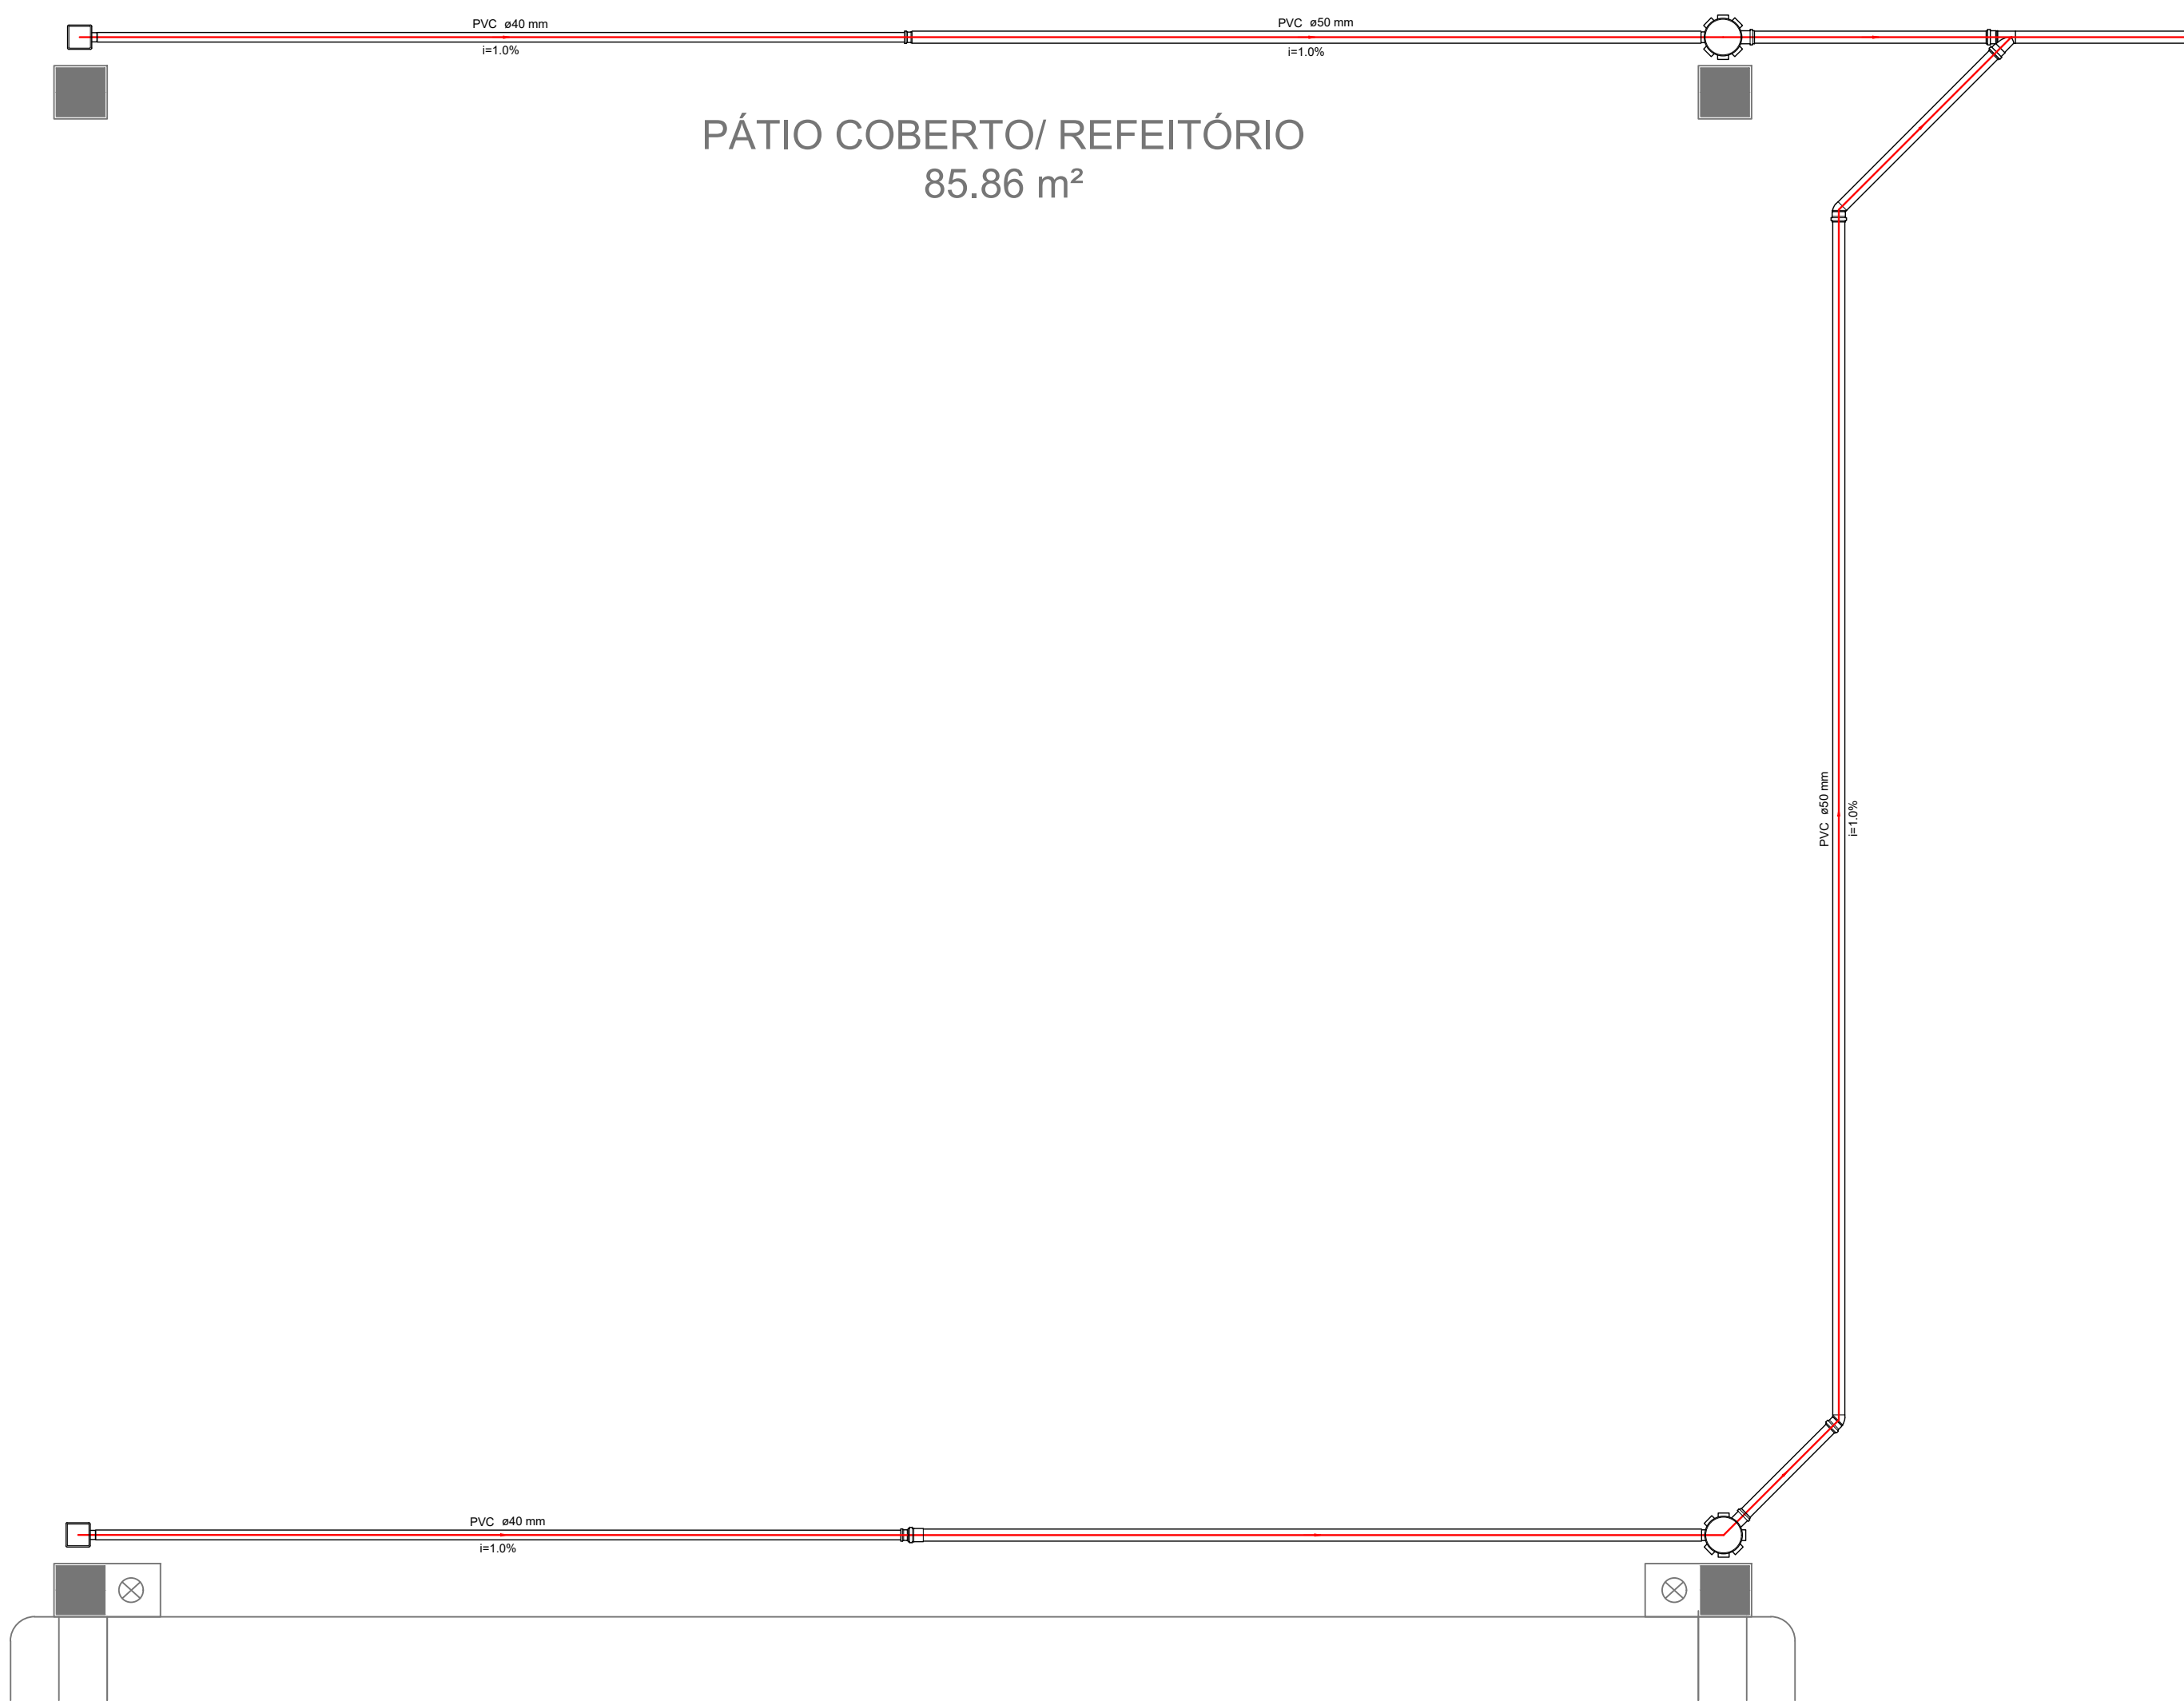 PVC ø40 mm
i=1.0%
PVC ø50 mm
i=1.0%
PÁTIO COBERTO/ REFEITÓRIO
85.86 m²
PVC ø50 mm
i=1.0%
PVC ø40 mm
i=1.0%